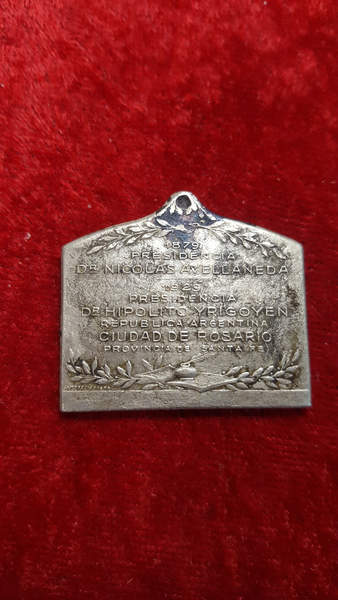 1879
PRESIDENCIA
DR NICOLAS AVELLANEDA
PRESIDENCIA
DR HIPOLITO YRIGOYEN
REPUBLICA ARGENTINA
CIUDAD DE ROSARIO
PROVINCIA DE SANTA FE